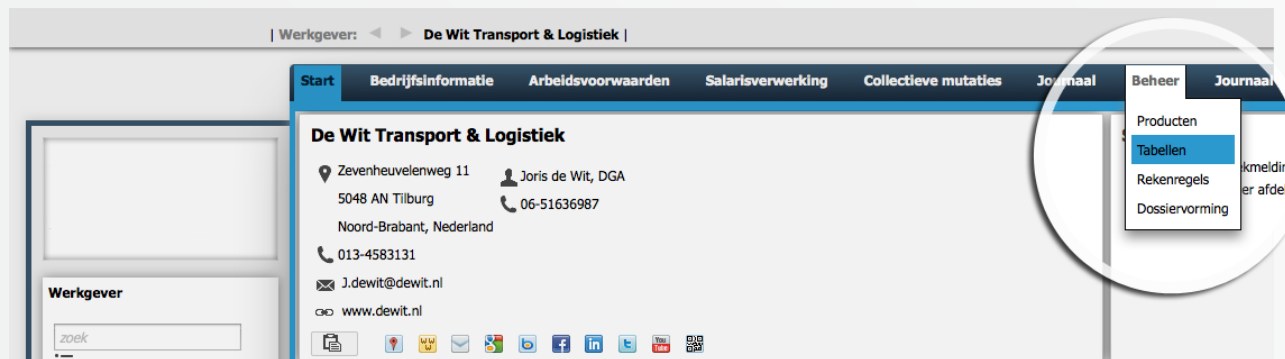 | Werkgever: De Wit Transport & Logistiek |
Start Bedrijfsinformatie Arbeidsvoorwaarden Salarisverwerking Collectieve mutaties Journaal Beheer Journaal
Producten
Tabellen
Rekenregels
Dossiervorming
De Wit Transport & Logistiek
Zevenheuvelenweg 11
5048 AN Tilburg
Noord-Brabant, Nederland
013-4583131
J.dewit@dewit.nl
www.dewit.nl
Joris de Wit, DGA
06-51636987
Werkgever
zoek
You Tube